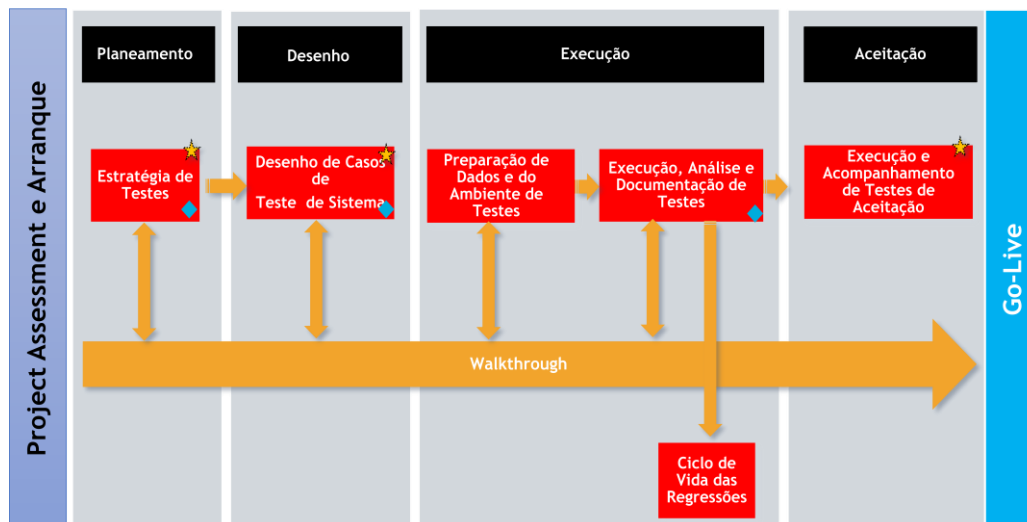 Project Assessment e Arranque
Planeamento
Desenho
Execução
Aceitação
Estratégia de
Testes
Desenho de Casos
de
Teste de Sistema
Preparação de
Dados e do
Ambiente de
Testes
Execução, Análise e
Documentação de
Testes
Execução e
Acompanhamento
de Testes de
Aceitação
Walkthrough
Ciclo de
Vida das
Regressões
Go-Live